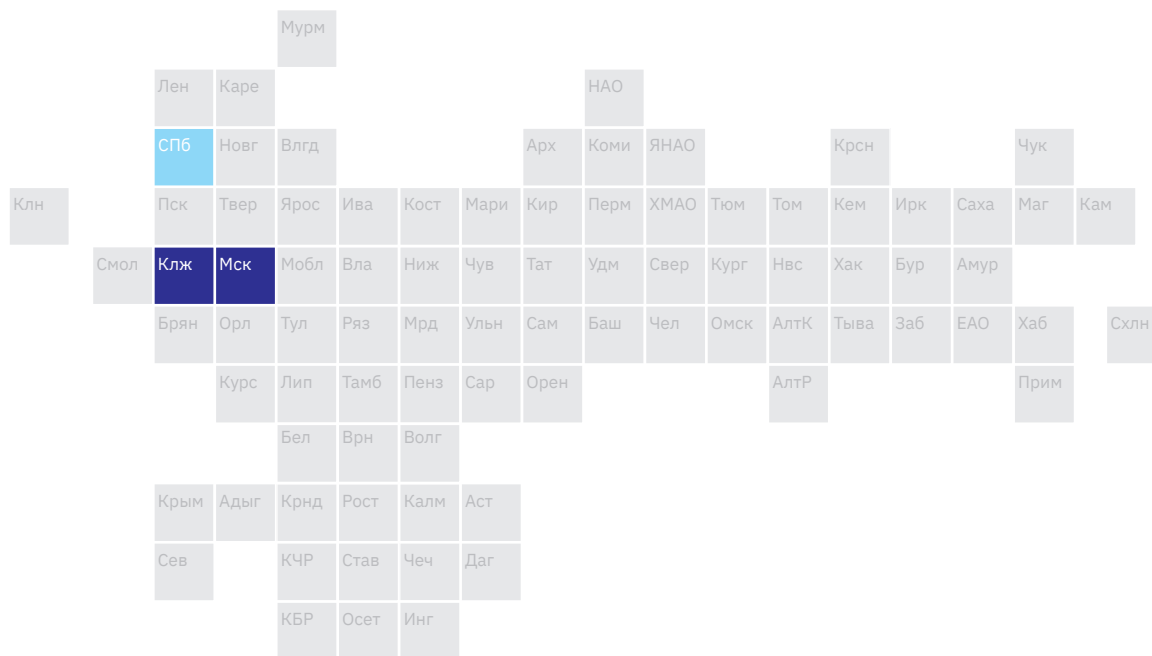 Мурм
Лен Каре НАО
СПб Новг Влгд Арх Коми ЯНАО Крсн Чук
Клн Пск Твер Ярос Ива Кост Мари Кир Перм ХМАО Тюм Том Кем Ирк Саха Маг Кам
Смол Клж Мск Мобл Вла Ниж Чув Тат Удм Свер Кург Нвс Хак Бур Амур
Брян Орл Тул Ряз Мрд Ульн Сам Баш Чел Омск АлтК Тыва Заб ЕАО Хаб Схлн
Курс Лип Тамб Пенз Сар Орен АлтР Прим
Бел Врн Волг
Крым Адыг Крнд Рост Калм Аст
Сев КЧР Став Чеч Даг
КБР Осет Инг